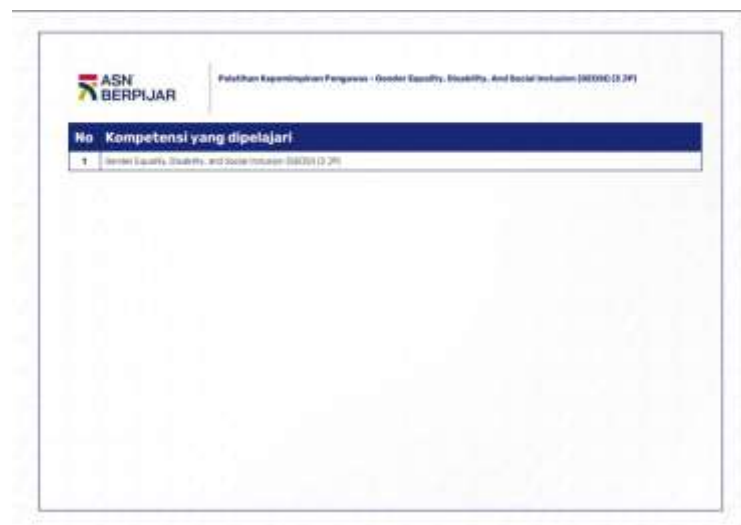 ASN
BERPIJAR
Pelatihan Kepemimpinan Pengawas - Gender Equality, Disability, And Social Inclusion (GEDSI) (3 JP)
No Kompetensi yang dipelajari
1 Gender Equality, Disability, and Social Inclusion (GEDSI) (3 JP)